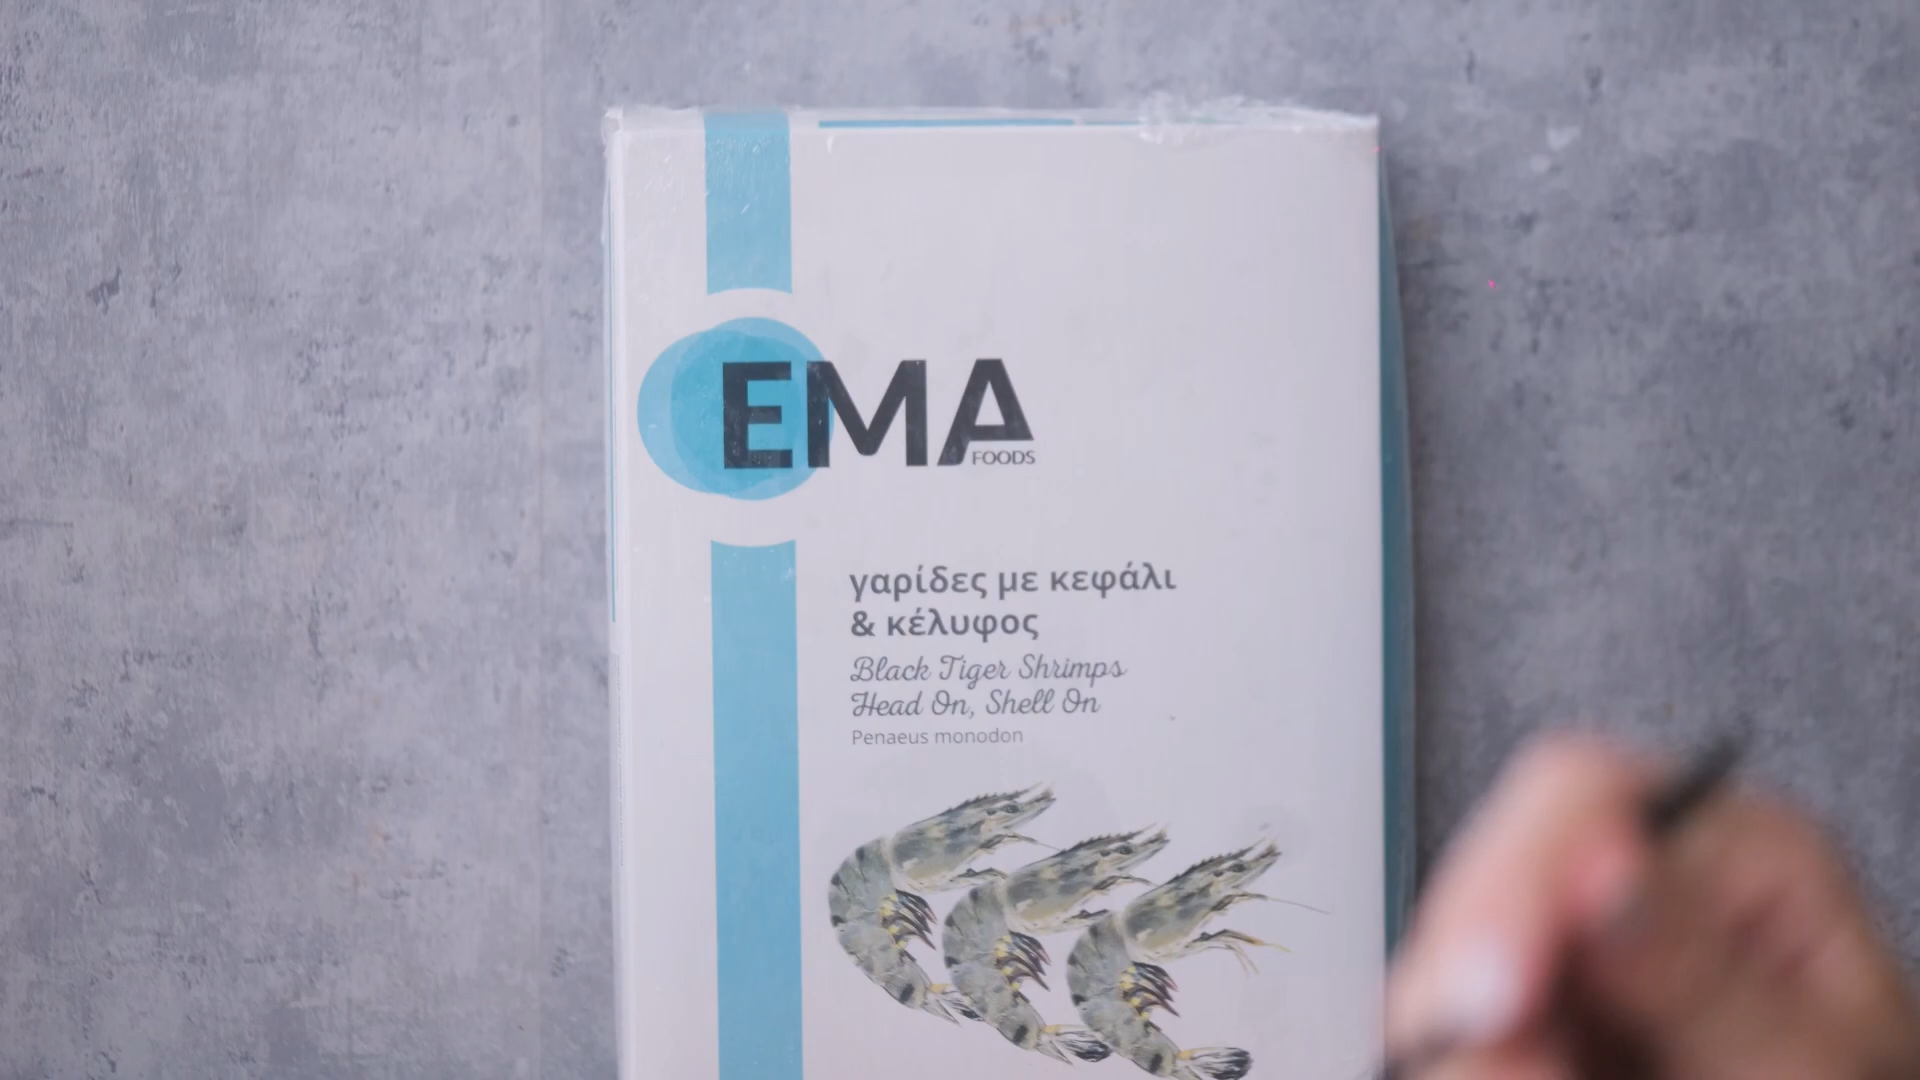 EMA
FOODS
γαρίδες με κεφάλι
& κέλυφος
Black Tiger Shrimps
Head On, Shell On
Penaeus monodon